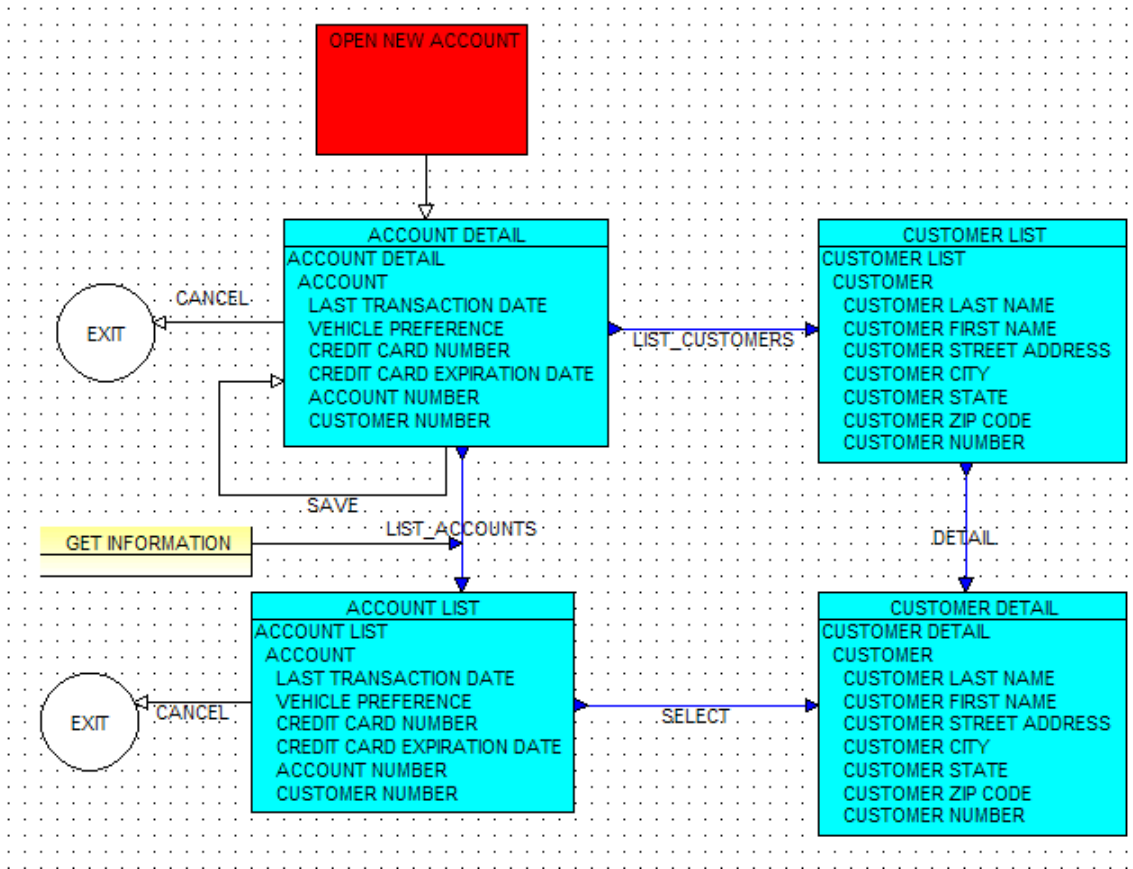 OPEN NEW ACCOUNT
ACCOUNT DETAIL
ACCOUNT DETAIL
ACCOUNT
LAST TRANSACTION DATE
VEHICLE PREFERENCE
CREDIT CARD NUMBER
CREDIT CARD EXPIRATION DATE
ACCOUNT NUMBER
CUSTOMER NUMBER
CANCEL
EXIT
LIST_CUSTOMERS
CUSTOMER LIST
CUSTOMER LIST
CUSTOMER
CUSTOMER LAST NAME
CUSTOMER FIRST NAME
CUSTOMER STREET ADDRESS
CUSTOMER CITY
CUSTOMER STATE
CUSTOMER ZIP CODE
CUSTOMER NUMBER
SAVE
LIST_ACCOUNTS
GET INFORMATION
DETAIL
ACCOUNT LIST
ACCOUNT LIST
ACCOUNT
LAST TRANSACTION DATE
VEHICLE PREFERENCE
CREDIT CARD NUMBER
CREDIT CARD EXPIRATION DATE
ACCOUNT NUMBER
CUSTOMER NUMBER
CANCEL
EXIT
SELECT
CUSTOMER DETAIL
CUSTOMER DETAIL
CUSTOMER
CUSTOMER LAST NAME
CUSTOMER FIRST NAME
CUSTOMER STREET ADDRESS
CUSTOMER CITY
CUSTOMER STATE
CUSTOMER ZIP CODE
CUSTOMER NUMBER